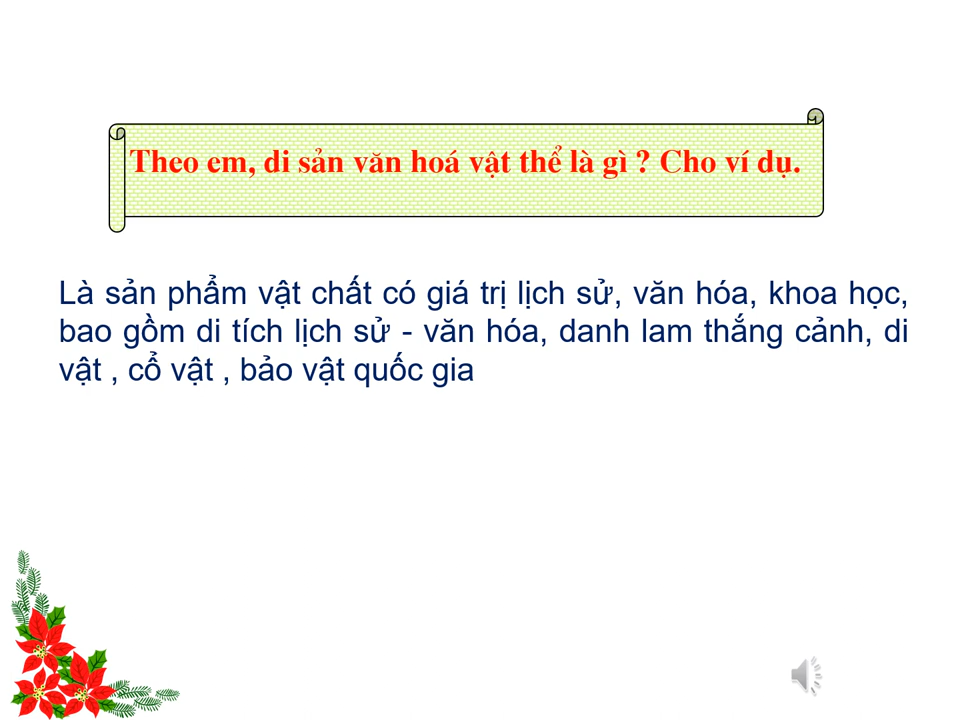 Theo em, di sản văn hoá vật thể là gì ? Cho ví dụ.
Là sản phẩm vật chất có giá trị lịch sử, văn hóa, khoa học,
bao gồm di tích lịch sử - văn hóa, danh lam thắng cảnh, di
vật , cổ vật , bảo vật quốc gia